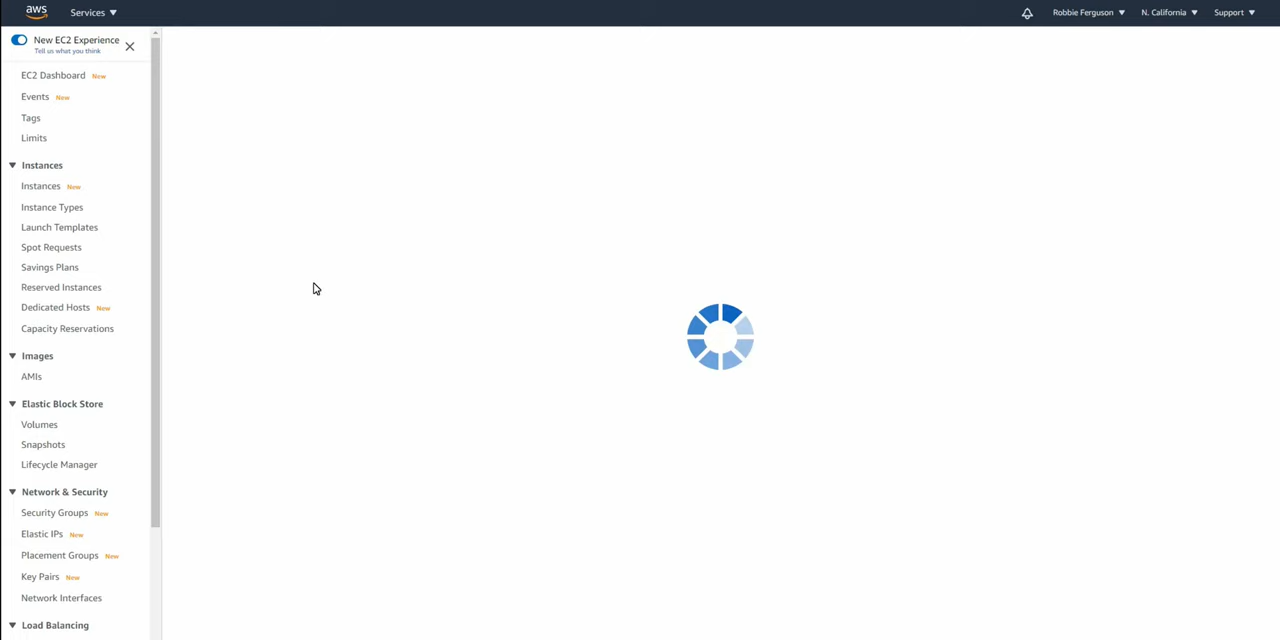 aws
Services
Robbie Ferguson
N. California
Support
New EC2 Experience
Tell us what you think
EC2 Dashboard New
Events New
Tags
Limits
Instances
Instances New
Instance Types
Launch Templates
Spot Requests
Savings Plans
Reserved Instances
Dedicated Hosts New
Capacity Reservations
Images
AMIs
Elastic Block Store
Volumes
Snapshots
Lifecycle Manager
Network & Security
Security Groups New
Elastic IPs New
Placement Groups New
Key Pairs New
Network Interfaces
Load Balancing